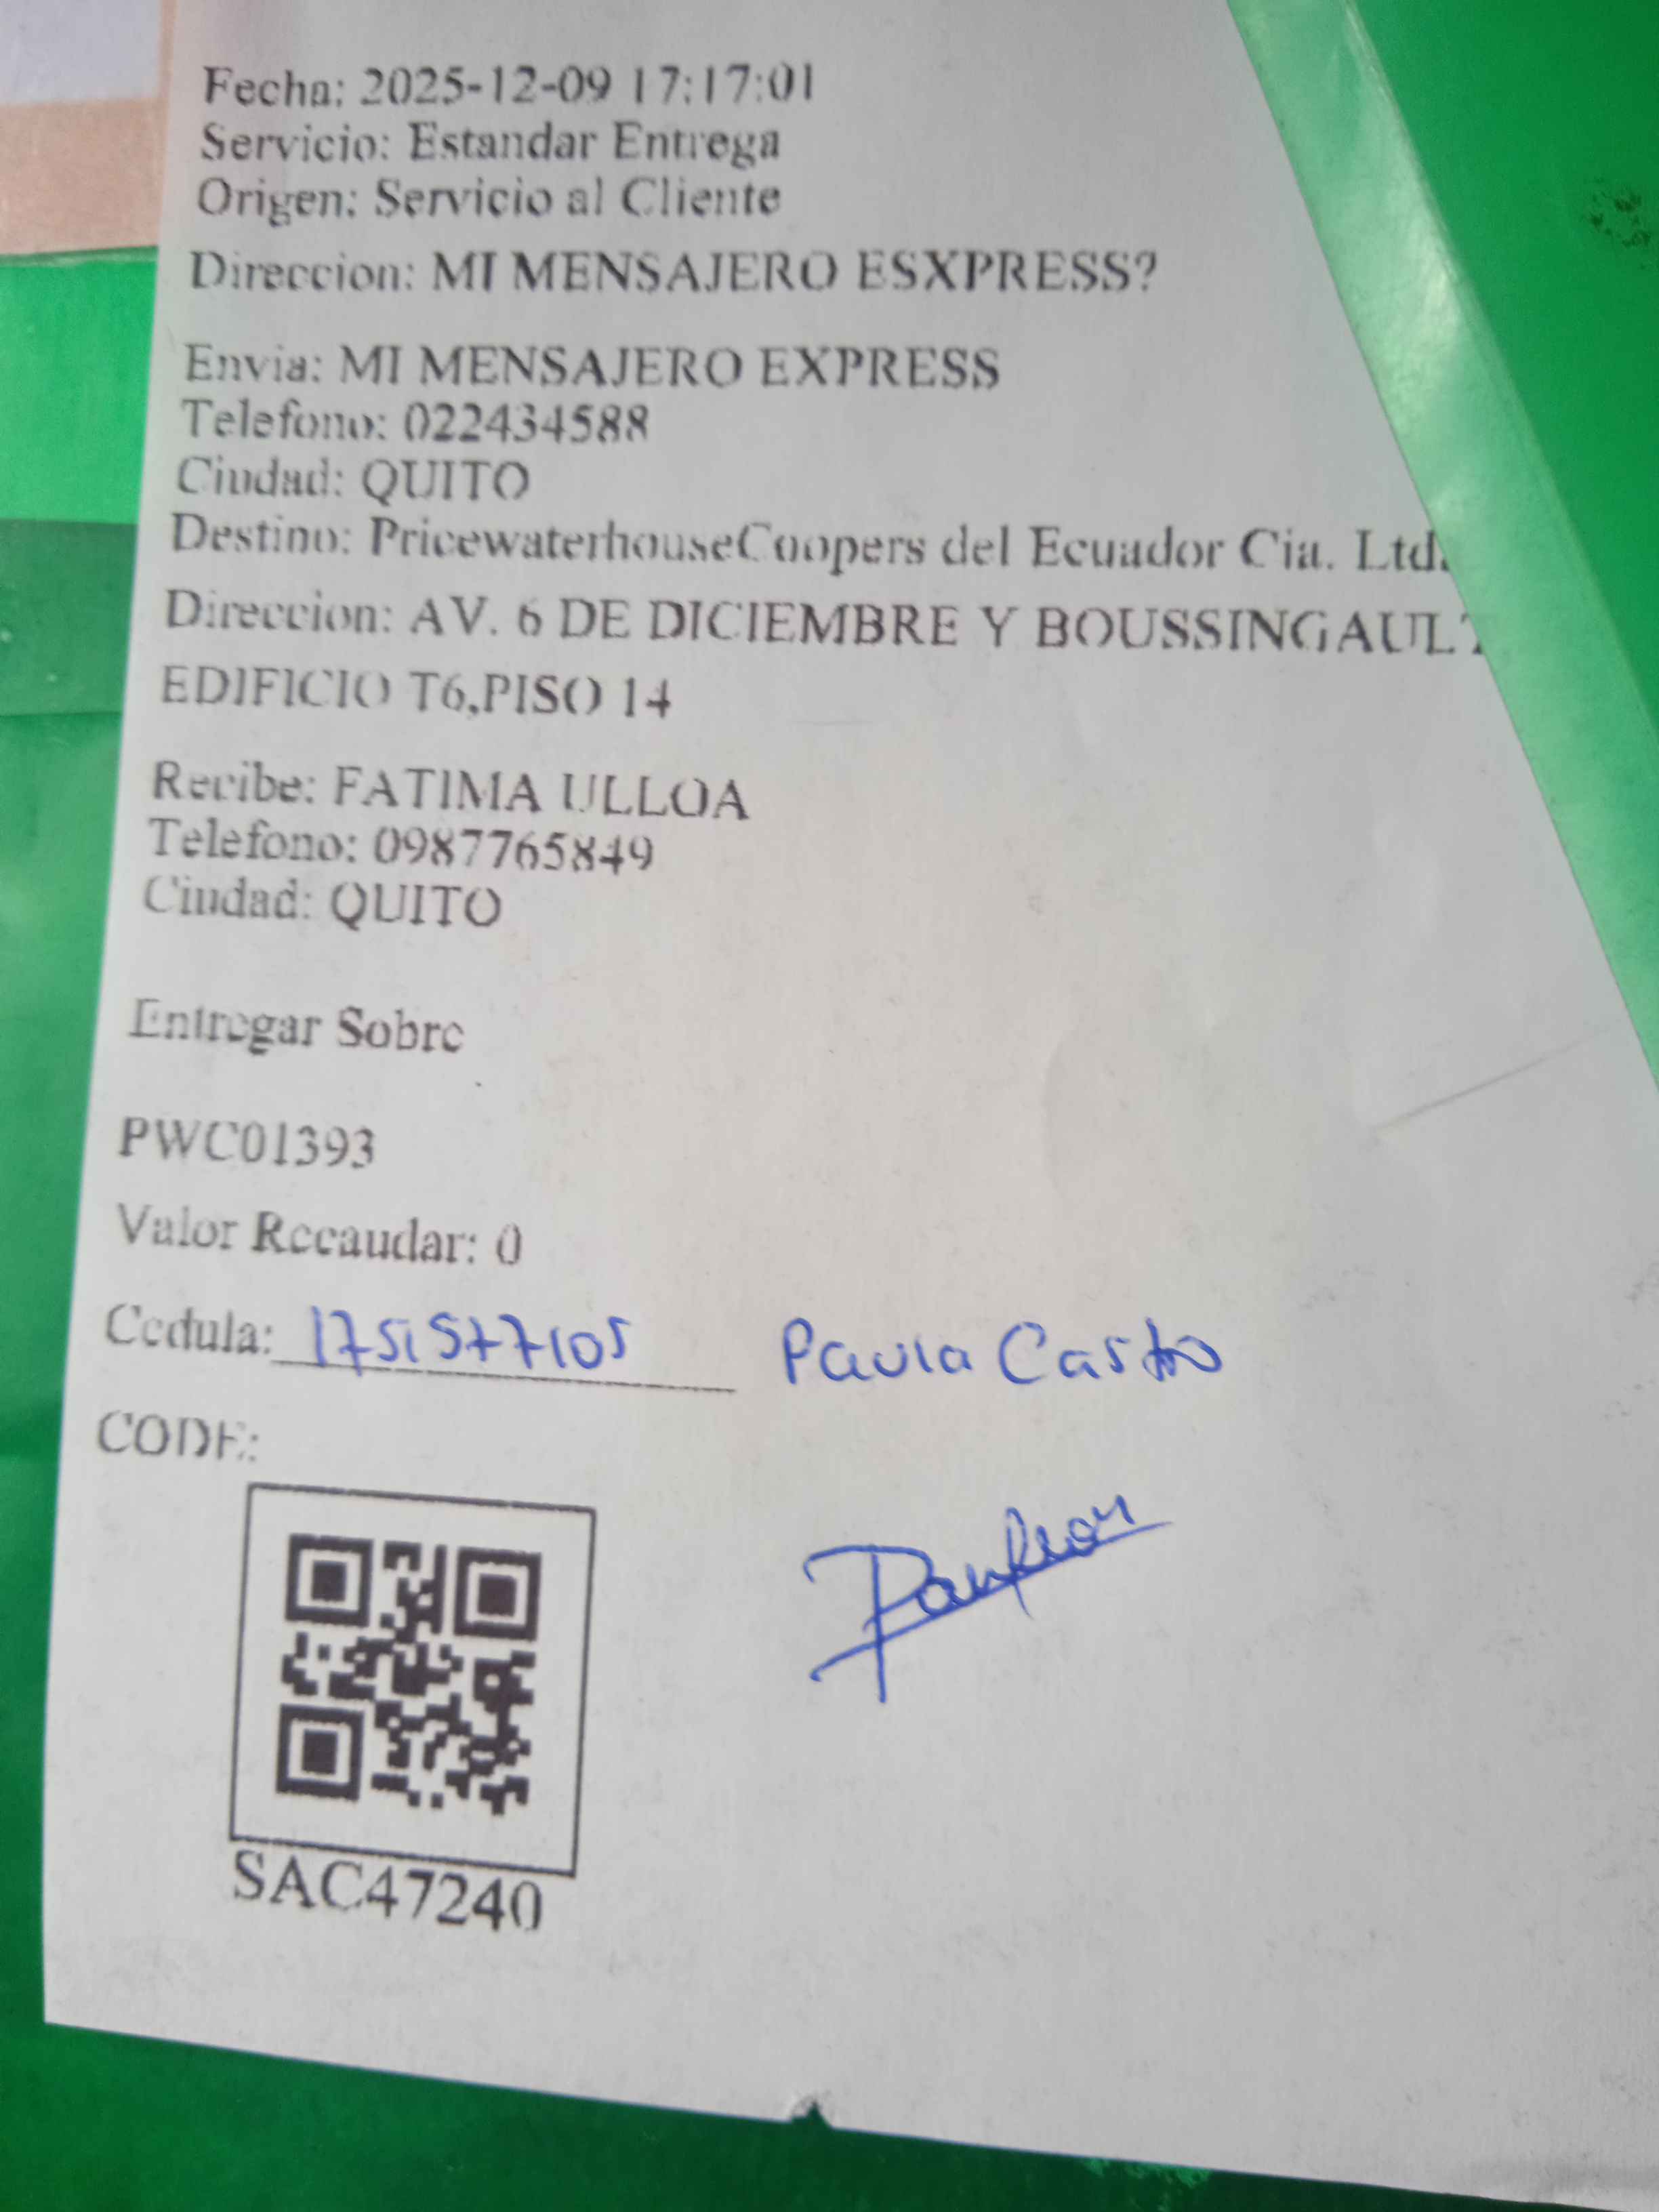 Fecha: 2025-12-09 17:17:01
Servicio: Estandar Entrega
Origen: Servicio al Cliente
Direccion: MI MENSAJERO ESXPRESS?
Envia: MI MENSAJERO EXPRESS
Telefono: 022434588
Ciudad: QUITO
Destino: PricewaterhouseCoopers del Ecuador Cia. Ltd.
Direccion: AV. 6 DE DICIEMBRE Y BOUSSINGAULT
EDIFICIO T6,PISO 14
Recibe: FATIMA ULLOA
Telefono: 0987765849
Ciudad: QUITO
Entregar Sobre
PWC01393
Valor Recaudar: 0
Cedula: 1751577105 Paula Castro
CODE:
SAC47240